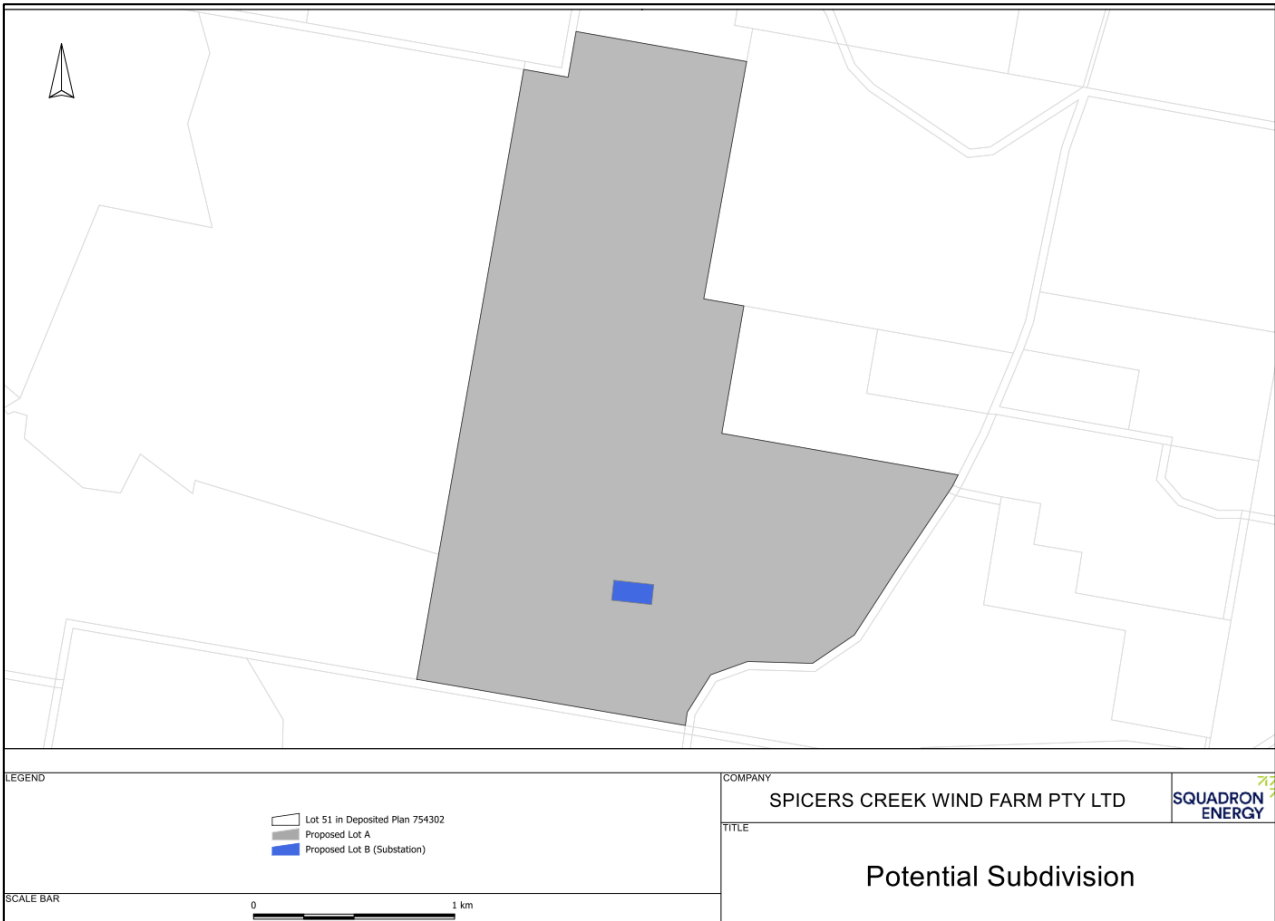 LEGEND
Lot 51 in Deposited Plan 754302
Proposed Lot A
Proposed Lot B (Substation)
SCALE BAR
0 1 km
COMPANY
SPICERS CREEK WIND FARM PTY LTD
SQUADRON
ENERGY
TITLE
Potential Subdivision